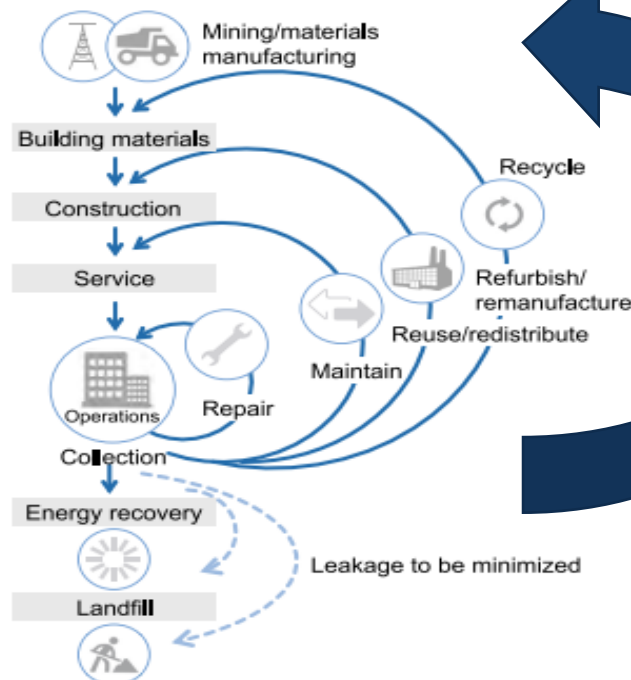 Mining/materials
manufacturing
Building materials
Recycle
Construction
Service
Refurbish/
remanufacture
Reuse/redistribute
Maintain
Repair
Operations
Collection
Energy recovery
Leakage to be minimized
Landfill